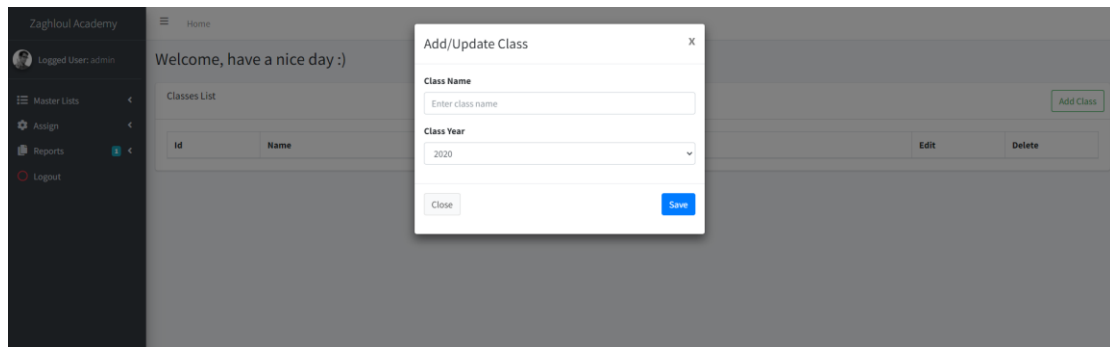 Zaghloul Academy
Home
Logged User: admin
Welcome, have a nice day :)
Master Lists
Assign
Reports 1
Logout
Classes List
Add Class
Id Name Edit Delete
Add/Update Class X
Class Name
Enter class name
Class Year
2020
Close Save